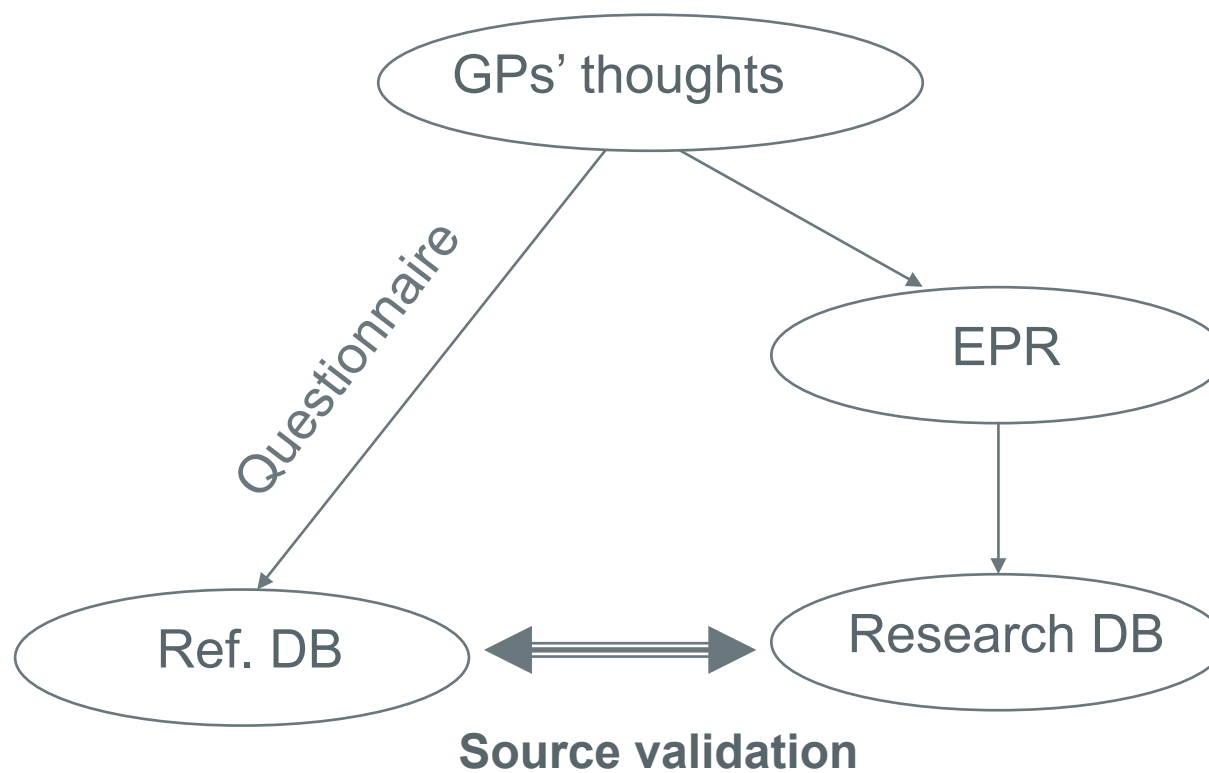 GPs’ thoughts
Questionnaire
EPR
Ref. DB
Research DB
Source validation